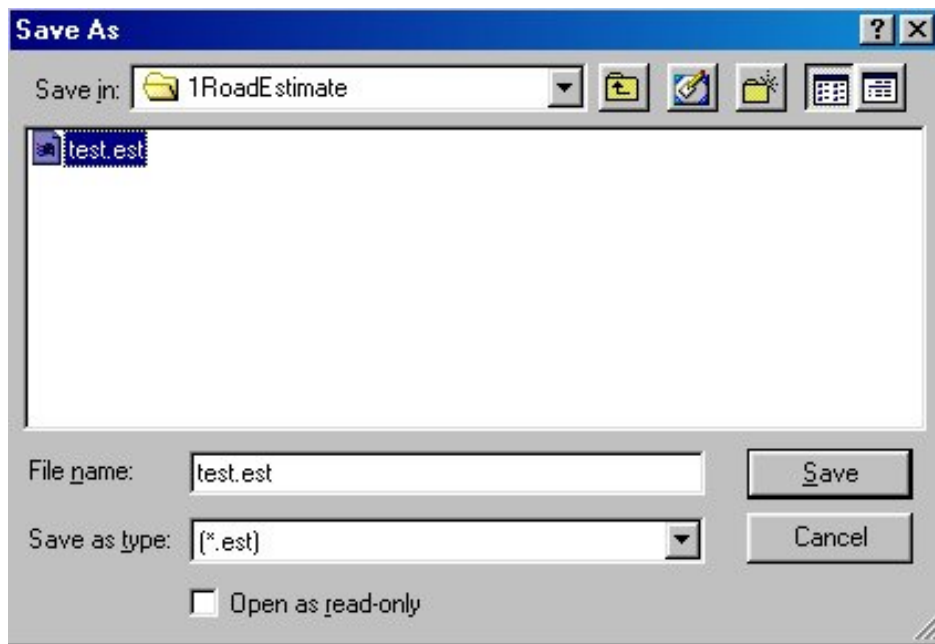 Save As
Save in: 1RoadEstimate
test.est
File name: test.est Save
Save as type: (*.est) Cancel
Open as read-only